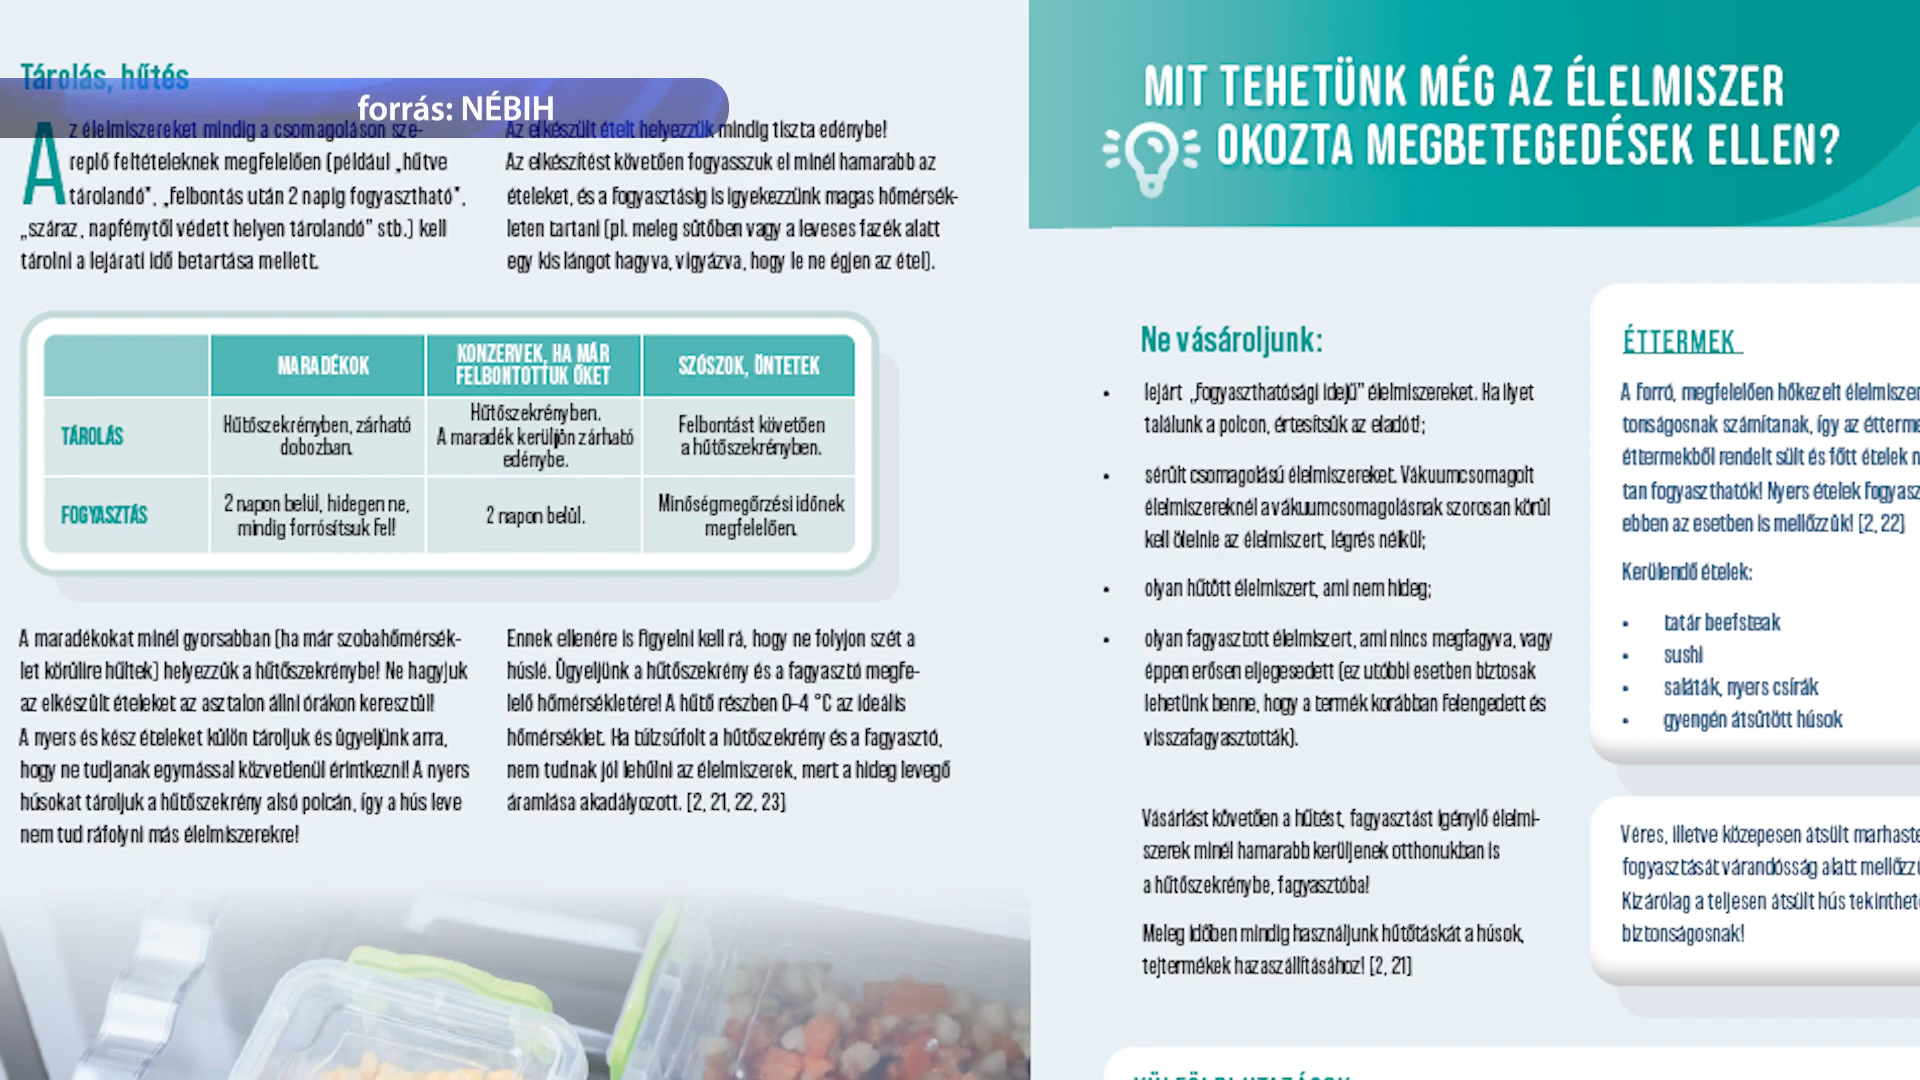 Tárolás, hűtés
forrás: NÉBIH
Az élelmiszereket mindig a csomagoláson sze-
replő feltételeknek megfelelően (például „hűtve
tárolandó”, „felbontás után 2 napig fogyasztható”,
„száraz, napfénytől védett helyen tárolandó” stb.) kell
tárolni a lejárati idő betartása mellett.
Az elkészült ételt helyezzük mindig tiszta edénybe!
Az elkészítést követően fogyasszuk el minél hamarabb az
ételeket, és a fogyasztásig is igyekezzünk magas hőmérsék-
leten tartani (pl. meleg sütőben vagy a leveses fazék alatt
egy kis lángot hagyva, vigyázva, hogy le ne égjen az étel).
MARADÉKOK
KONZERVEK, HA MÁR
FELBONTOTTUK ŐKET
SZÓSZOK, ÖNTETEK
TÁROLÁS
Hűtőszekrényben, zárható
dobozban.
Hűtőszekrényben.
A maradék kerüljön zárható
edénybe.
Felbontást követően
a hűtőszekrényben.
FOGYASZTÁS
2 napon belül, hidegen ne,
mindig forrósítsuk fel!
2 napon belül.
Minőségmegőrzési időnek
megfelelően.
A maradékokat minél gyorsabban (ha már szobahőmérsék-
let körülire hűltek) helyezzük a hűtőszekrénybe! Ne hagyjuk
az elkészült ételeket az asztalon állni órákon keresztül!
A nyers és kész ételeket külön tároljuk és ügyeljünk arra,
hogy ne tudjanak egymással közvetlenül érintkezni! A nyers
húsokat tároljuk a hűtőszekrény alsó polcán, így a hús leve
nem tud ráfolyni más élelmiszerekre!
Ennek ellenére is figyelni kell rá, hogy ne folyjon szét a
húslé. Ügyeljünk a hűtőszekrény és a fagyasztó megfe-
lelő hőmérsékletére! A hűtő részben 0–4 °C az ideális
hőmérséklet. Ha túlzsúfolt a hűtőszekrény és a fagyasztó,
nem tudnak jól lehűlni az élelmiszerek, mert a hideg levegő
áramlása akadályozott. [2, 21, 22, 23]
MIT TEHETÜNK MÉG AZ ÉLELMISZER
OKOZTA MEGBETEGEDÉSEK ELLEN?
Ne vásároljunk:
• lejárt „fogyaszthatósági idejű” élelmiszereket. Ha ilyet
találunk a polcon, értesítsük az eladót!;
• sérült csomagolású élelmiszereket. Vákuumcsomagolt
élelmiszereknél a vákuumcsomagolásnak szorosan körül
kell ölelnie az élelmiszert, légrés nélkül;
• olyan hűtött élelmiszert, ami nem hideg;
• olyan fagyasztott élelmiszert, ami nincs megfagyva, vagy
éppen erősen eljegesedett (ez utóbbi esetben biztosak
lehetünk benne, hogy a termék korábban felengedett és
visszafagyasztották).
Vásárlást követően a hűtést, fagyasztást igénylő élelmi-
szerek minél hamarabb kerüljenek otthonukban is
a hűtőszekrénybe, fagyasztóba!
Meleg időben mindig használjunk hűtőtáskát a húsok,
tejtermékek hazaszállításához! [2, 21]
ÉTTERMEK
A forró, megfelelően hőkezelt élelmiszer
tonságosnak számítanak, így az étterme
éttermekből rendelt sült és főtt ételek n
tan fogyaszthatók! Nyers ételek fogyasz
ebben az esetben is mellőzzük! [2, 22]
Kerülendő ételek:
• tatár beefsteak
• sushi
• saláták, nyers csírák
• gyengén átsütött húsok
Véres, illetve közepesen átsült marhaste
fogyasztását várandósság alatt mellőzz
Kizárólag a teljesen átsült hús tekinthet
biztonságosnak!